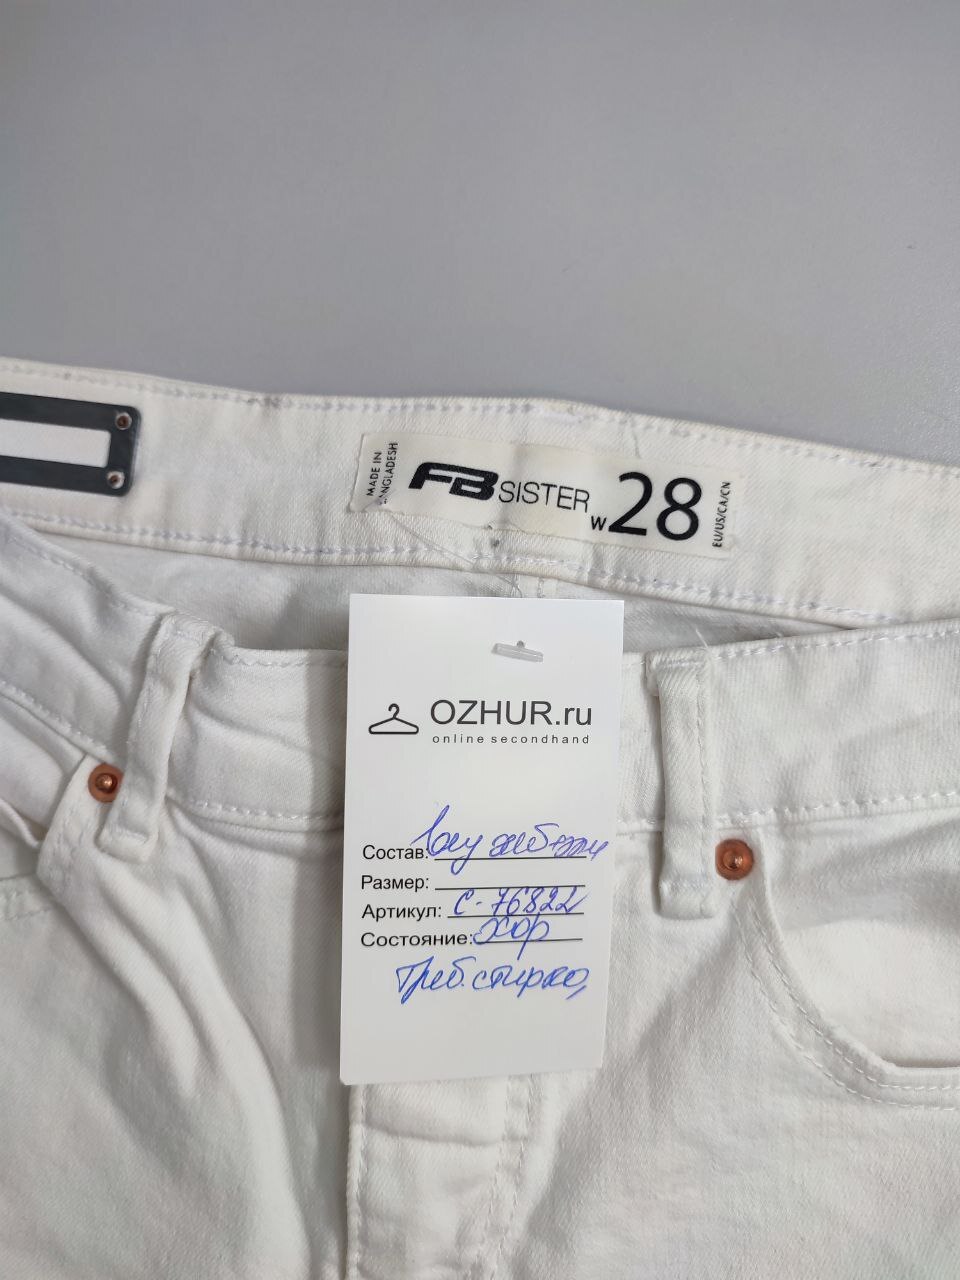 MADE IN
BANGLADESH
FB SISTER W 28
EU/US/CA/CN
OZHUR.ru
online secondhand
Состав:
Размер:
Артикул: С-76822
Состояние: хор
Треб. стирка,